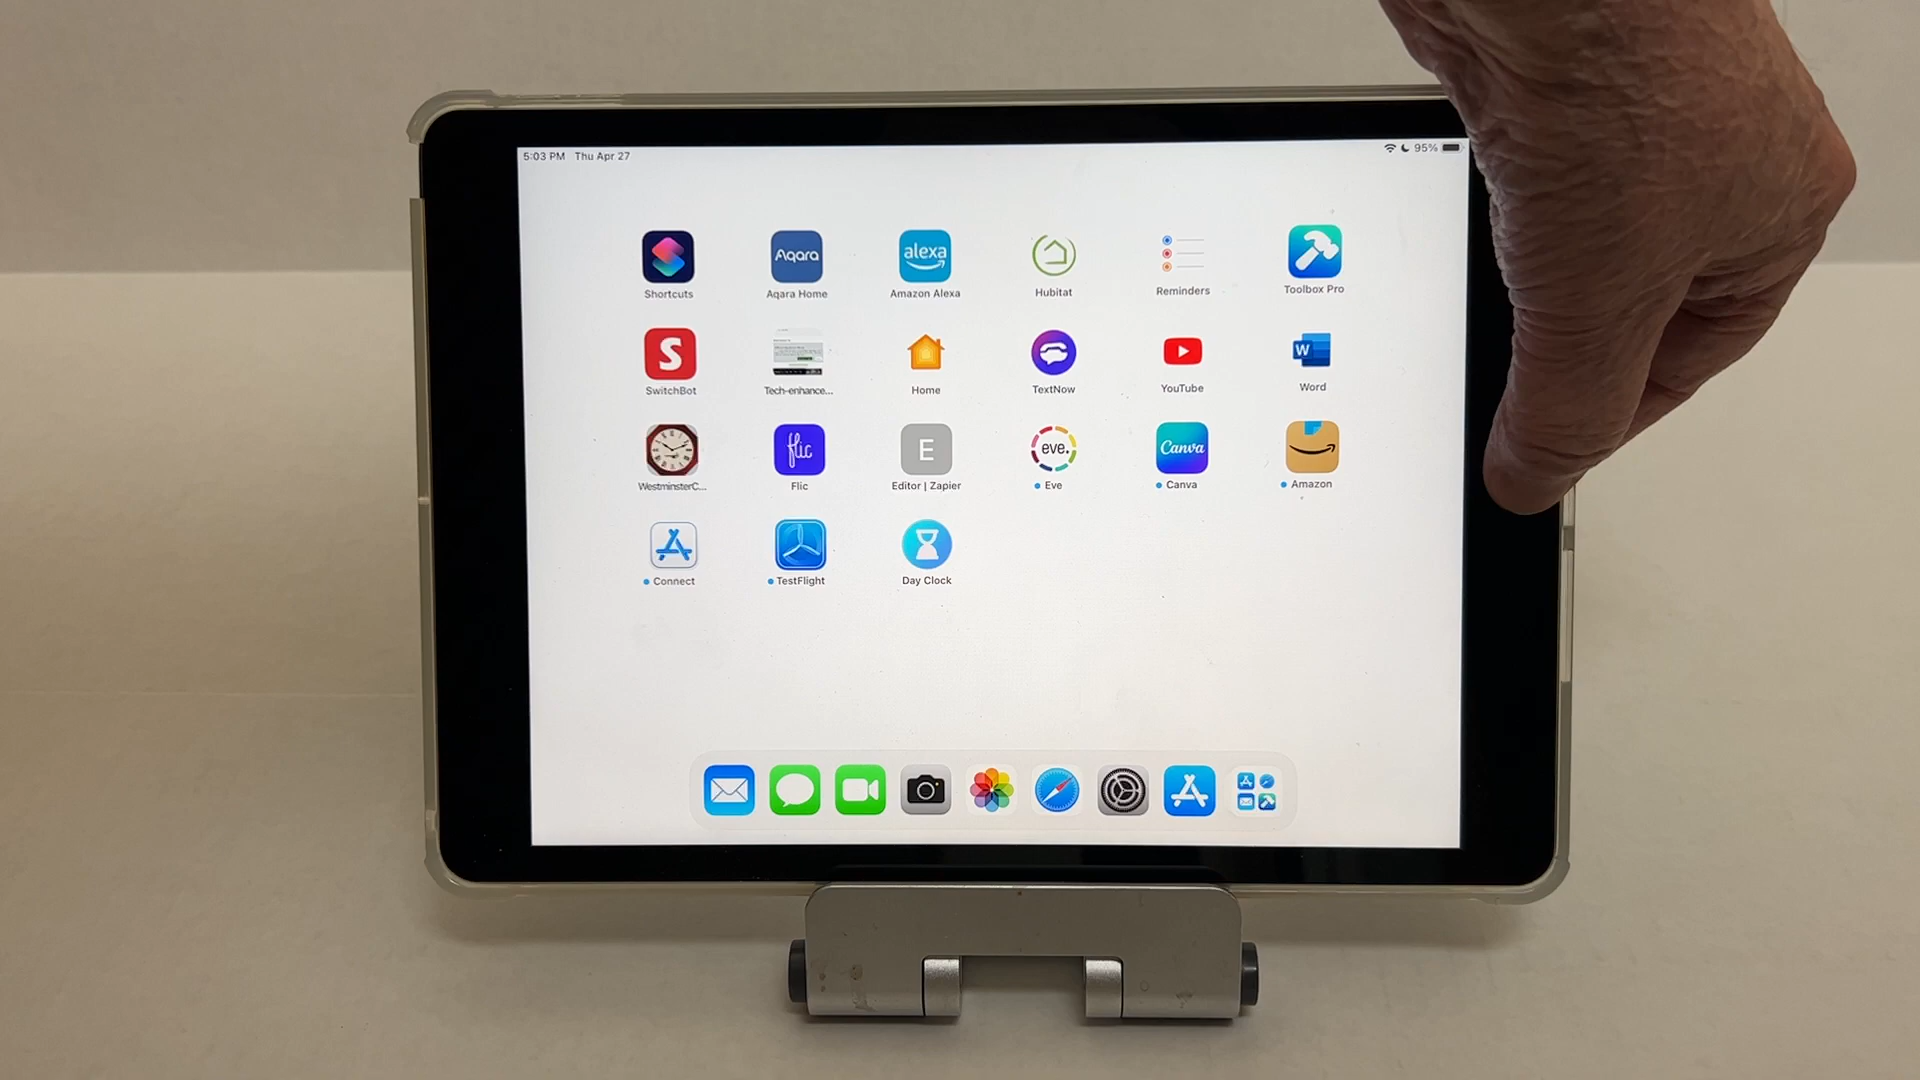 5:03 PM Thu Apr 27
95%
Aqara
alexa
Shortcuts
Aqara Home
Amazon Alexa
Hubitat
Reminders
Toolbox Pro
S
W
SwitchBot
Tech-enhance...
Home
TextNow
YouTube
Word
flic
E
eve.
Canva
WestminsterC...
Flic
Editor | Zapier
Eve
Canva
Amazon
Connect
TestFlight
Day Clock